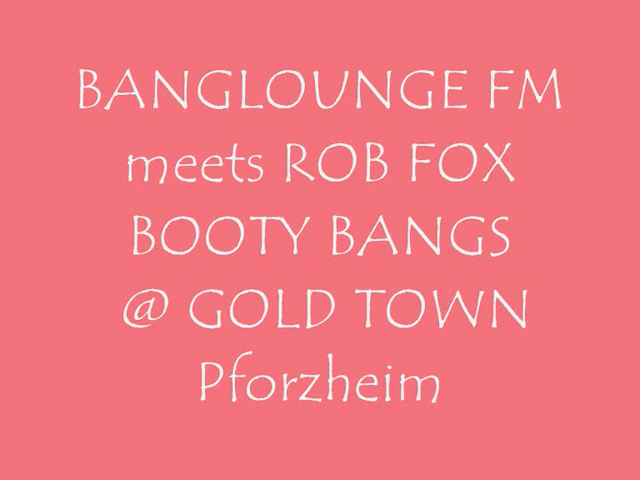 BANGLOUNGE FM
meets ROB FOX
BOOTY BANGS
@ GOLD TOWN
Pforzheim